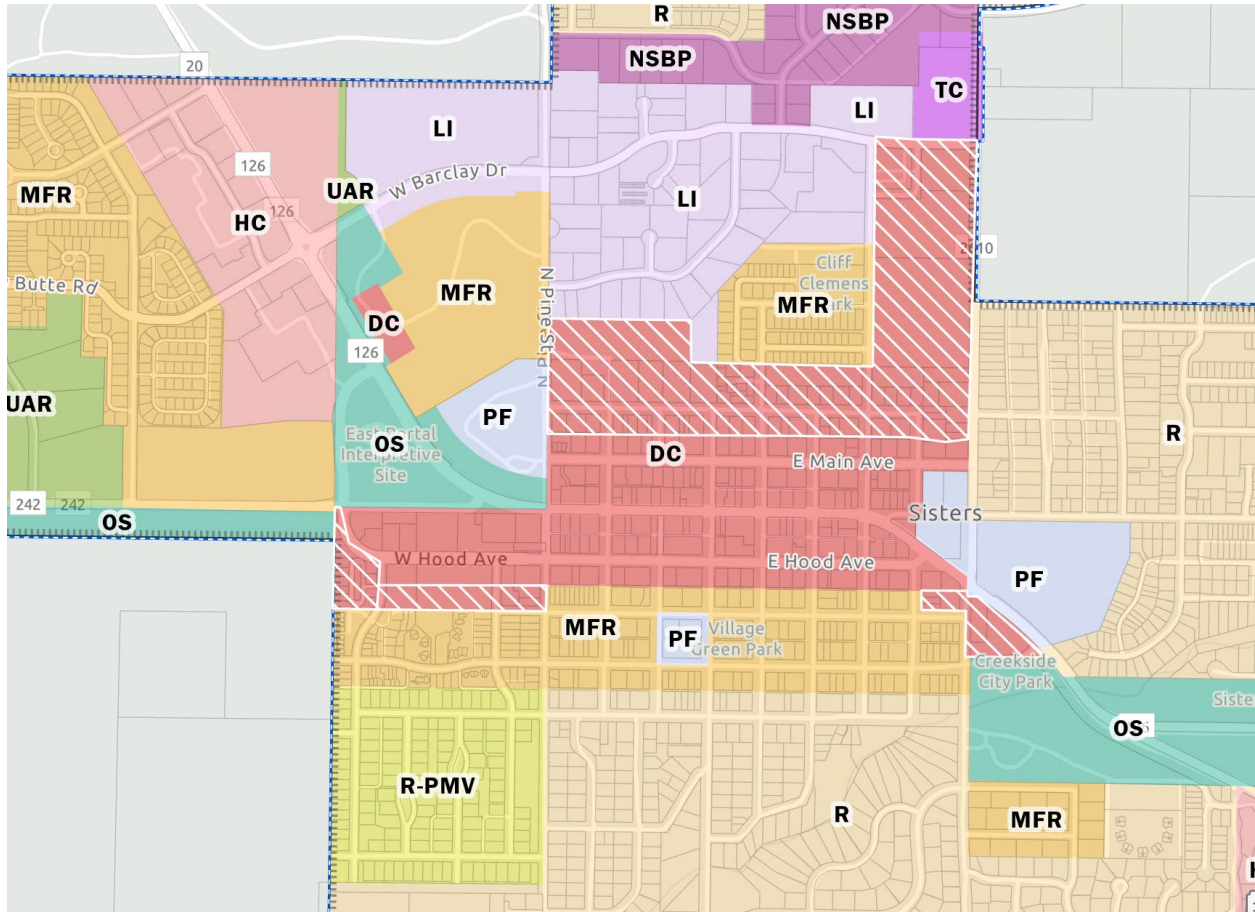 R
NSBP
NSBP
20
TC
LI
LI
126
W Barclay Dr
UAR
MFR
LI
HC
126
Butte Rd
MFR
N Pine St
Cliff
Clemens
Park
MFR
DC
126
UAR
PF
OS
East Portal
Interpretive
Site
DC
E Main Ave
R
242
242
OS
Sisters
W Hood Ave
E Hood Ave
PF
MFR
PF
Village
Green Park
Creekside
City Park
OS
R-PMV
R
MFR